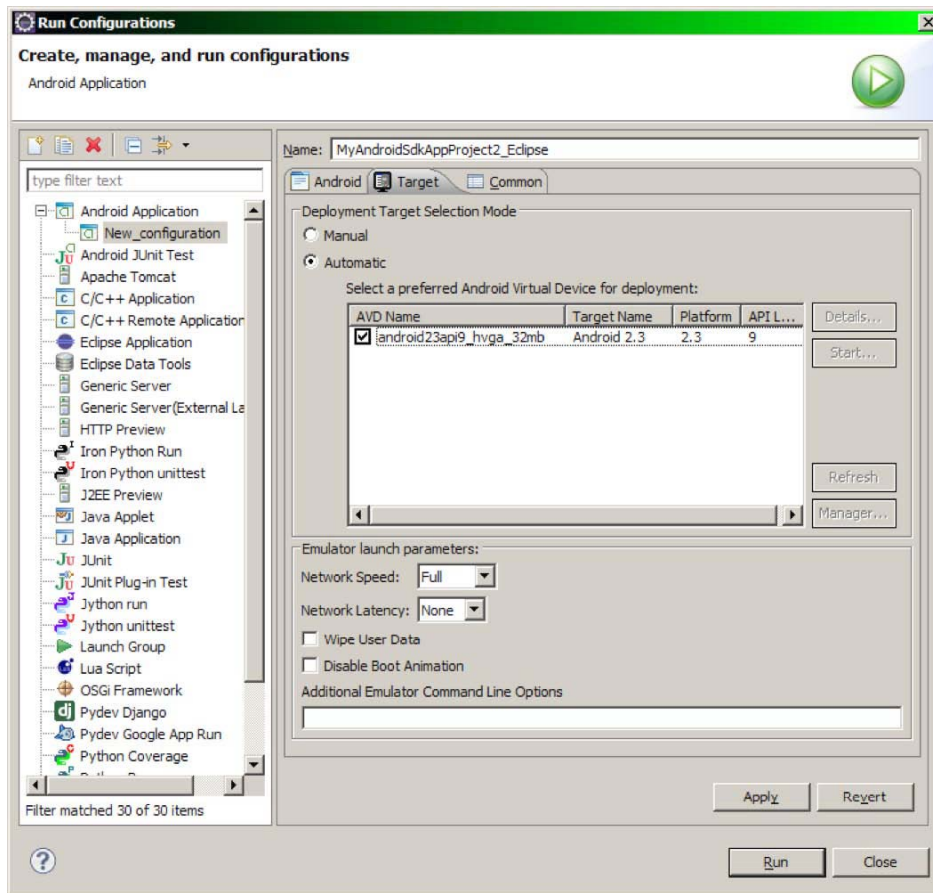 Run Configurations
Create, manage, and run configurations
Android Application
type filter text
Android Application
New_configuration
Android JUnit Test
Apache Tomcat
C/C++ Application
C/C++ Remote Application
Eclipse Application
Eclipse Data Tools
Generic Server
Generic Server(External La
HTTP Preview
Iron Python Run
Iron Python unittest
J2EE Preview
Java Applet
Java Application
JUnit
JUnit Plug-in Test
Jython run
Jython unittest
Launch Group
Lua Script
OSGi Framework
Pydev Django
Pydev Google App Run
Python Coverage
Filter matched 30 of 30 items
Name: MyAndroidSdkAppProject2_Eclipse
Android Target Common
Deployment Target Selection Mode
Manual
Automatic
Select a preferred Android Virtual Device for deployment:
AVD Name Target Name Platform API L...
android23api9_hvga_32mb Android 2.3 2.3 9
Details...
Start...
Refresh
Manager...
Emulator launch parameters:
Network Speed: Full
Network Latency: None
Wipe User Data
Disable Boot Animation
Additional Emulator Command Line Options
Apply Revert
Run Close